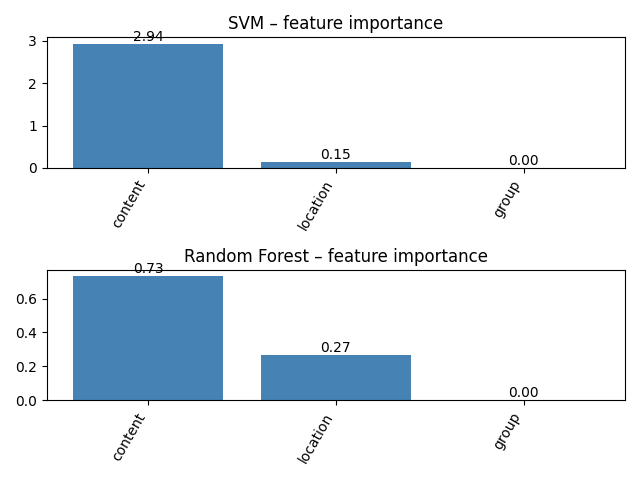 SVM – feature importance
3
2
1
0
2.94
0.15
0.00
content
location
group
Random Forest – feature importance
0.6
0.4
0.2
0.0
0.73
0.27
0.00
content
location
group